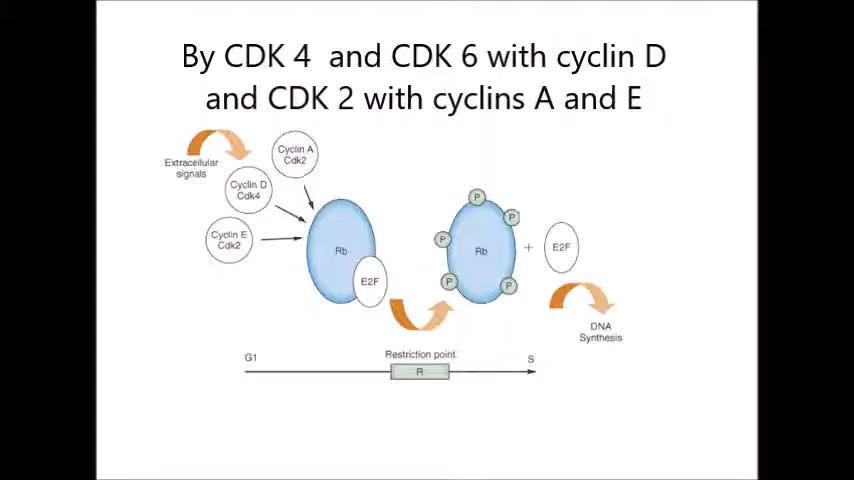 By CDK 4 and CDK 6 with cyclin D
and CDK 2 with cyclins A and E
Extracellular
signals
Cyclin A
Cdk2
Cyclin D
Cdk4
Cyclin E
Cdk2
Rb
E2F
P
P
P
P
P
Rb
+
E2F
DNA
Synthesis
G1
Restriction point
R
S